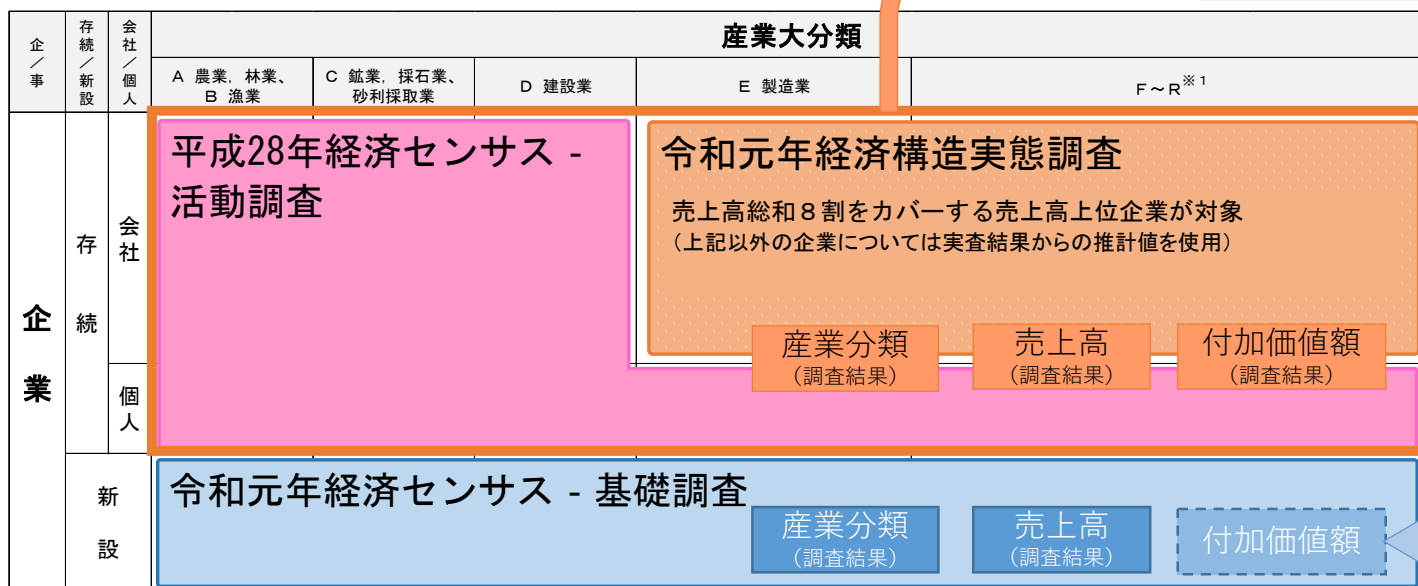 企／事
存続／新設
会社／個人
産業大分類
A 農業，林業、
B 漁業
C 鉱業，採石業、
砂利採取業
D 建設業
E 製造業
F～R※1
企業
存続
会社
平成28年経済センサス‐
活動調査
令和元年経済構造実態調査
売上高総和８割をカバーする売上高上位企業が対象
（上記以外の企業については実査結果からの推計値を使用）
産業分類
（調査結果）
売上高
（調査結果）
付加価値額
（調査結果）
個人
新設
令和元年経済センサス‐基礎調査
産業分類
（調査結果）
売上高
（調査結果）
付加価値額